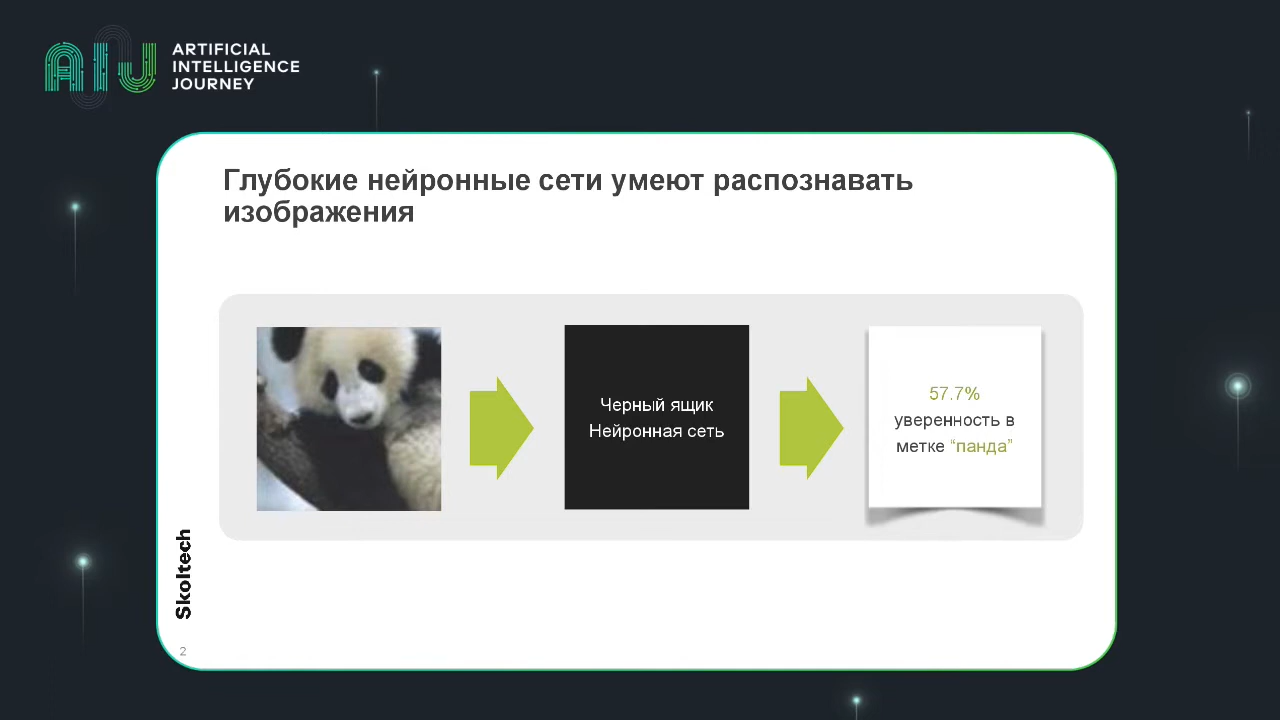 AIJ
ARTIFICIAL
INTELLIGENCE
JOURNEY
Глубокие нейронные сети умеют распознавать
изображения
Черный ящик
Нейронная сеть
57.7%
уверенность в
метке “панда”
Skoltech
2